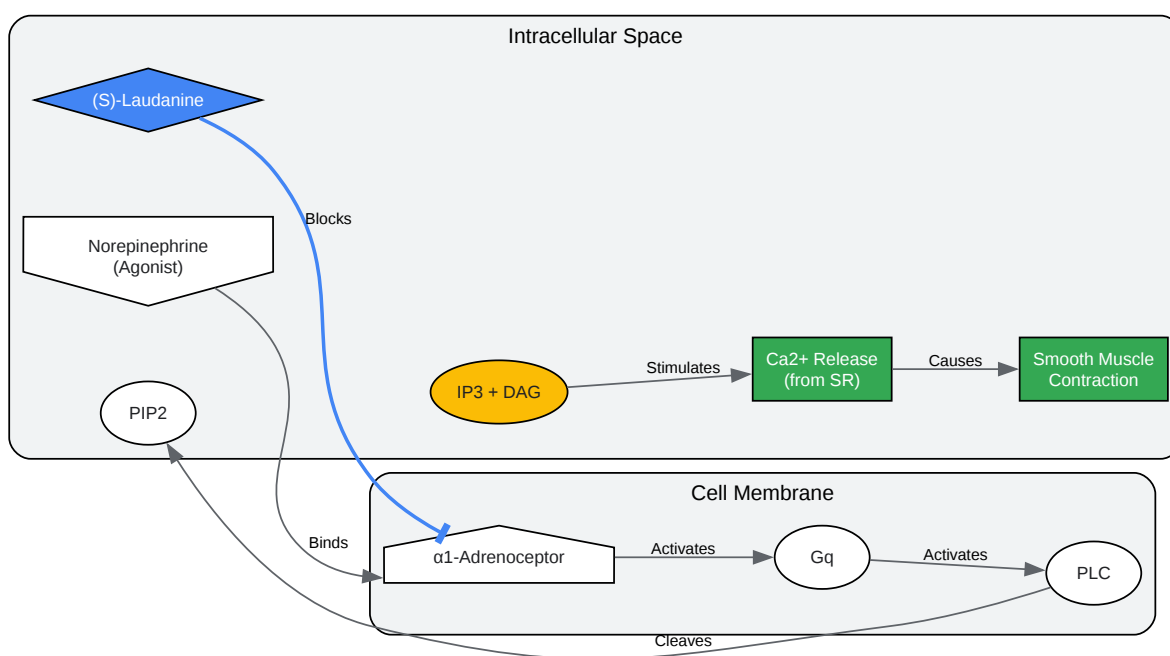 Intracellular Space
(S)-Laudanine
Blocks
Norepinephrine
(Agonist)
PIP2
IP3 + DAG
Stimulates
Ca2+ Release
(from SR)
Causes
Smooth Muscle
Contraction
Cell Membrane
Binds
α1-Adrenoceptor
Activates
Gq
Activates
PLC
Cleaves